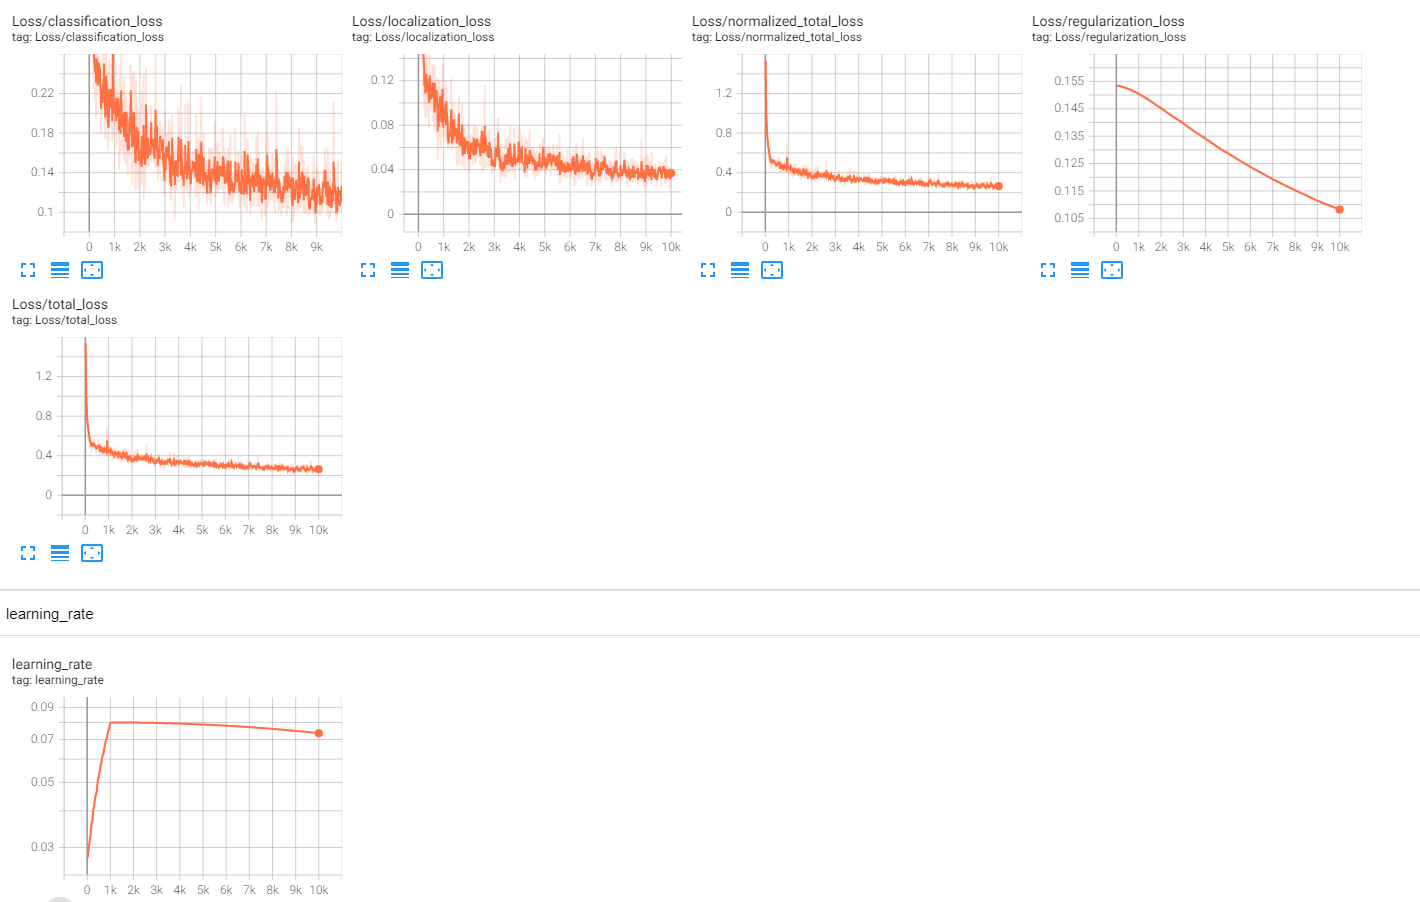 Loss/classification_loss
tag: Loss/classification_loss
0.22
0.18
0.14
0.1
0 1k 2k 3k 4k 5k 6k 7k 8k 9k
Loss/localization_loss
tag: Loss/localization_loss
0.12
0.08
0.04
0
0 1k 2k 3k 4k 5k 6k 7k 8k 9k 10k
Loss/normalized_total_loss
tag: Loss/normalized_total_loss
1.2
0.8
0.4
0
0 1k 2k 3k 4k 5k 6k 7k 8k 9k 10k
Loss/regularization_loss
tag: Loss/regularization_loss
0.155
0.145
0.135
0.125
0.115
0.105
0 1k 2k 3k 4k 5k 6k 7k 8k 9k 10k
Loss/total_loss
tag: Loss/total_loss
1.2
0.8
0.4
0
0 1k 2k 3k 4k 5k 6k 7k 8k 9k 10k
learning_rate
learning_rate
tag: learning_rate
0.09
0.07
0.05
0.03
0 1k 2k 3k 4k 5k 6k 7k 8k 9k 10k